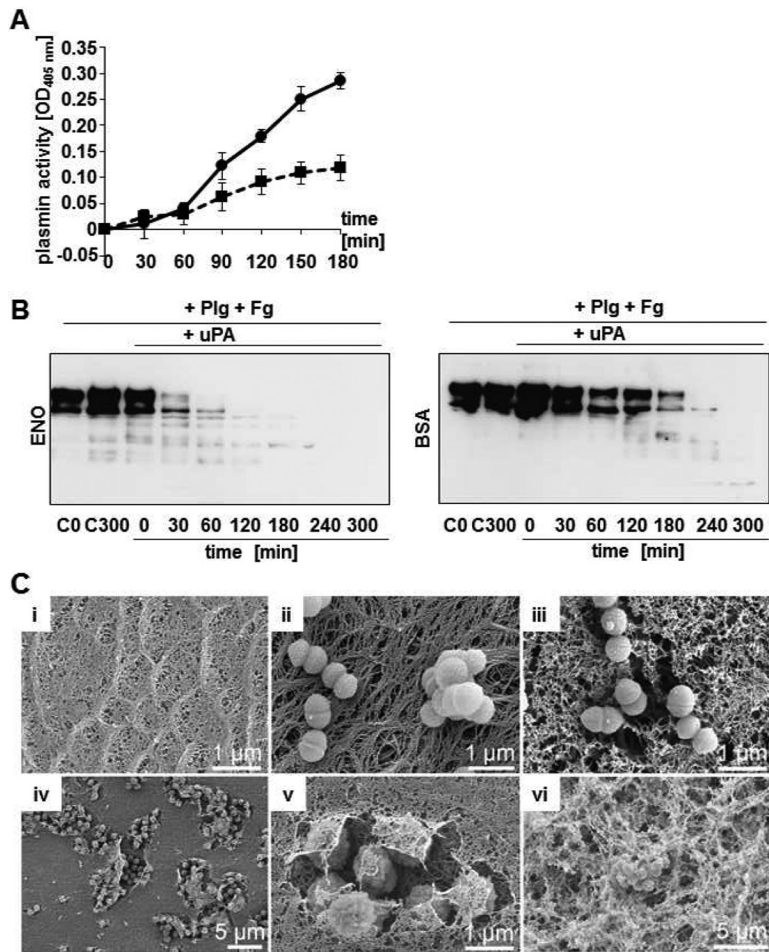 A
0.35
0.30
0.25
0.20
0.15
0.10
0.05
0
-0.05
plasmin activity [OD405 nm]
time
[min]
0 30 60 90 120 150 180
B
+ Plg + Fg
+ uPA
ENO
C0 C300 0 30 60 120 180 240 300
time [min]
+ Plg + Fg
+ uPA
BSA
C0 C300 0 30 60 120 180 240 300
time [min]
C
i
1 µm
ii
1 µm
iii
1 µm
iv
5 µm
v
1 µm
vi
5 µm